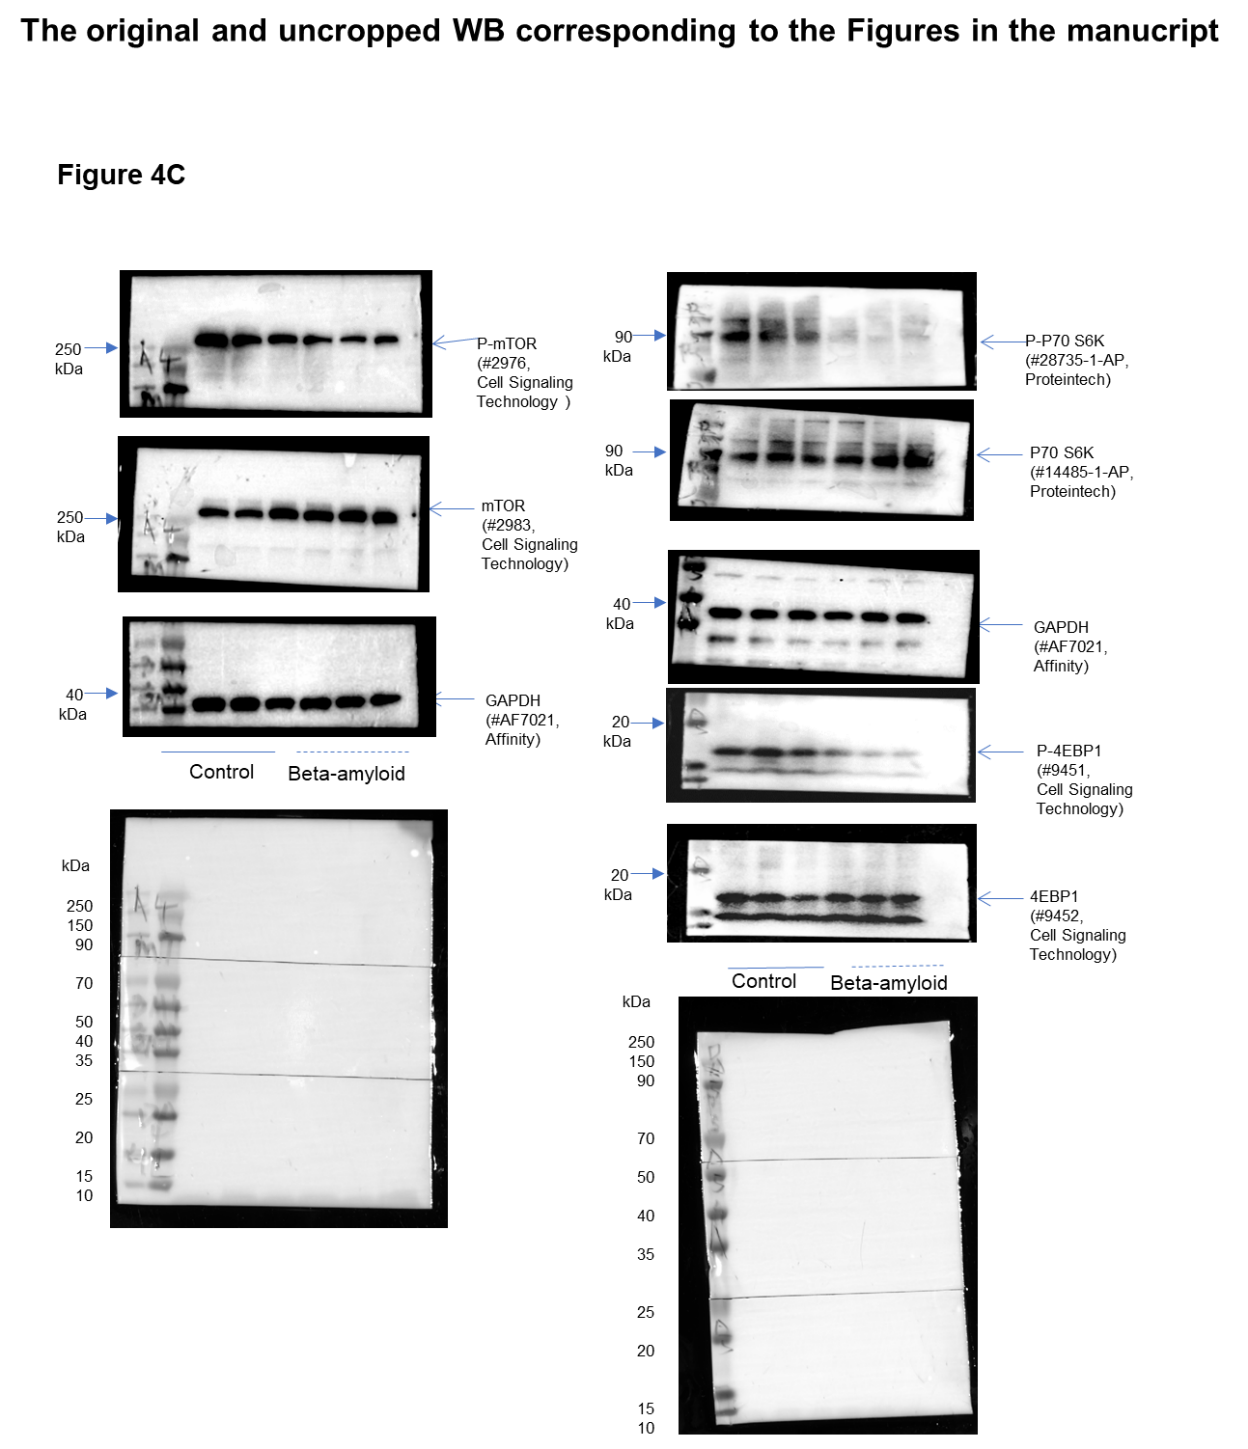 The original and uncropped WB corresponding to the Figures in the manucript
Figure 4C
250
kDa
P-mTOR
(#2976,
Cell Signaling
Technology )
250
kDa
mTOR
(#2983,
Cell Signaling
Technology)
40
kDa
GAPDH
(#AF7021,
Affinity)
Control
Beta-amyloid
kDa
250
150
90
70
50
40
35
25
20
15
10
90
kDa
P-P70 S6K
(#28735-1-AP,
Proteintech)
90
kDa
P70 S6K
(#14485-1-AP,
Proteintech)
40
kDa
GAPDH
(#AF7021,
Affinity)
20
kDa
P-4EBP1
(#9451,
Cell Signaling
Technology)
20
kDa
4EBP1
(#9452,
Cell Signaling
Technology)
Control
Beta-amyloid
kDa
250
150
90
70
50
40
35
25
20
15
10